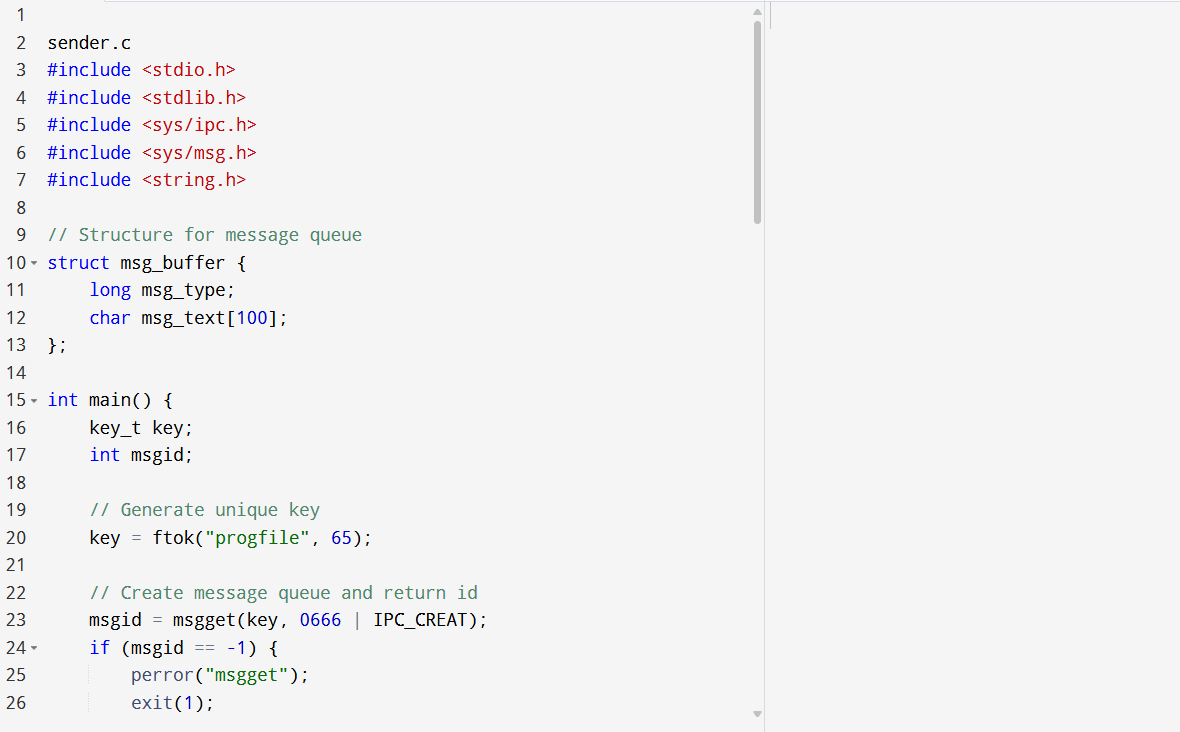 1
2 sender.c
3 #include <stdio.h>
4 #include <stdlib.h>
5 #include <sys/ipc.h>
6 #include <sys/msg.h>
7 #include <string.h>
8
9 // Structure for message queue
10 struct msg_buffer {
11     long msg_type;
12     char msg_text[100];
13 };
14
15 int main() {
16     key_t key;
17     int msgid;
18
19     // Generate unique key
20     key = ftok("progfile", 65);
21
22     // Create message queue and return id
23     msgid = msgget(key, 0666 | IPC_CREAT);
24     if (msgid == -1) {
25         perror("msgget");
26         exit(1);